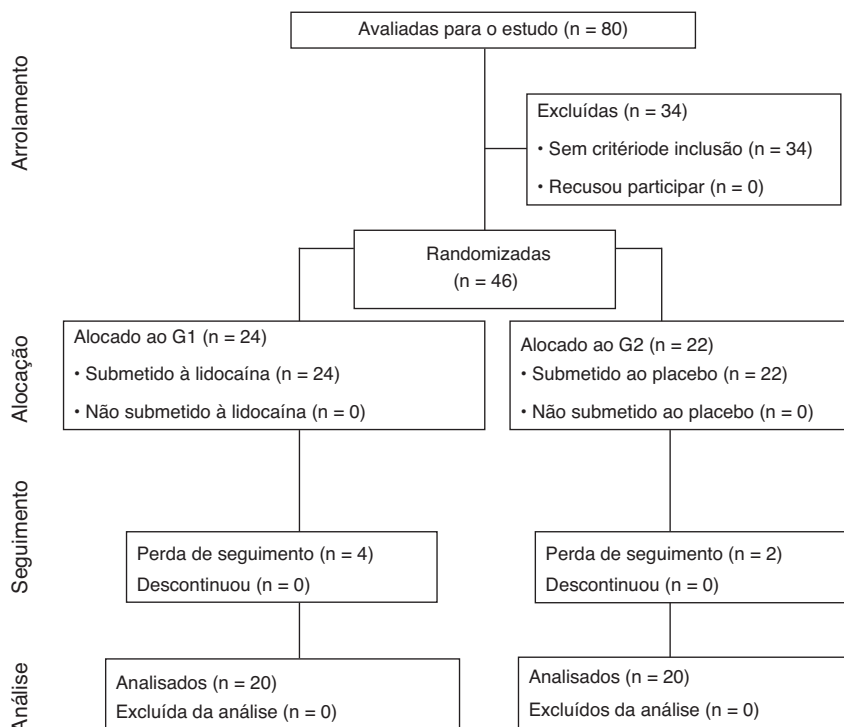 Avaliadas para o estudo (n = 80)
Arrolamento
Excluídas (n = 34)
• Sem critériode inclusão (n = 34)
• Recusou participar (n = 0)
Randomizadas
(n = 46)
Alocação
Alocado ao G1 (n = 24)
• Submetido à lidocaína (n = 24)
• Não submetido à lidocaína (n = 0)
Alocado ao G2 (n = 22)
• Submetido ao placebo (n = 22)
• Não submetido ao placebo (n = 0)
Seguimento
Perda de seguimento (n = 4)
Descontinuou (n = 0)
Perda de seguimento (n = 2)
Descontinuou (n = 0)
Análise
Analisados (n = 20)
Excluída da análise (n = 0)
Analisados (n = 20)
Excluídos da análise (n = 0)